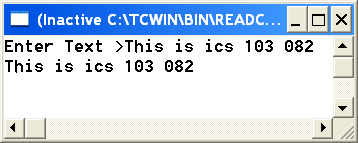 (Inactive C:\TCWIN\BIN\READC...
Enter Text >This is ics 103 082
This is ics 103 082